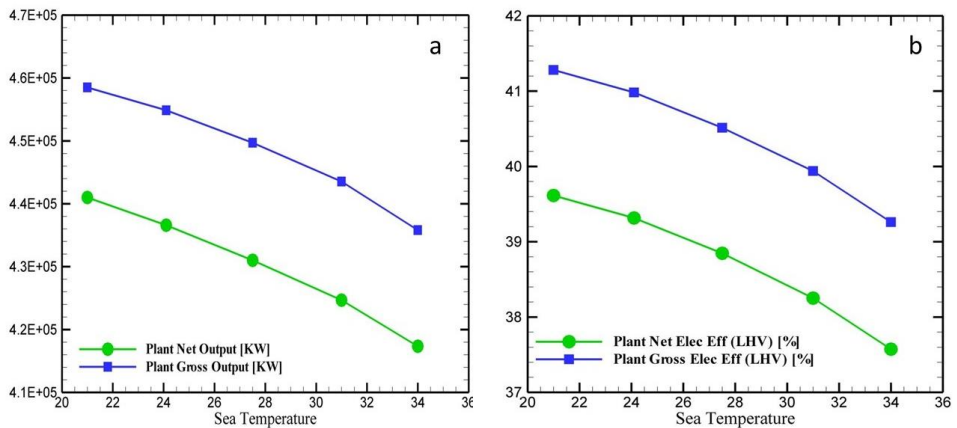 a
4.7E+05
4.6E+05
4.5E+05
4.4E+05
4.3E+05
4.2E+05
4.1E+05
Plant Net Output [KW]
Plant Gross Output [KW]
20 22 24 26 28 30 32 34 36
Sea Temperature
b
42
41
40
39
38
37
Plant Net Elec Eff (LHV) [%]
Plant Gross Elec Eff (LHV) [%]
20 22 24 26 28 30 32 34 36
Sea Temperature